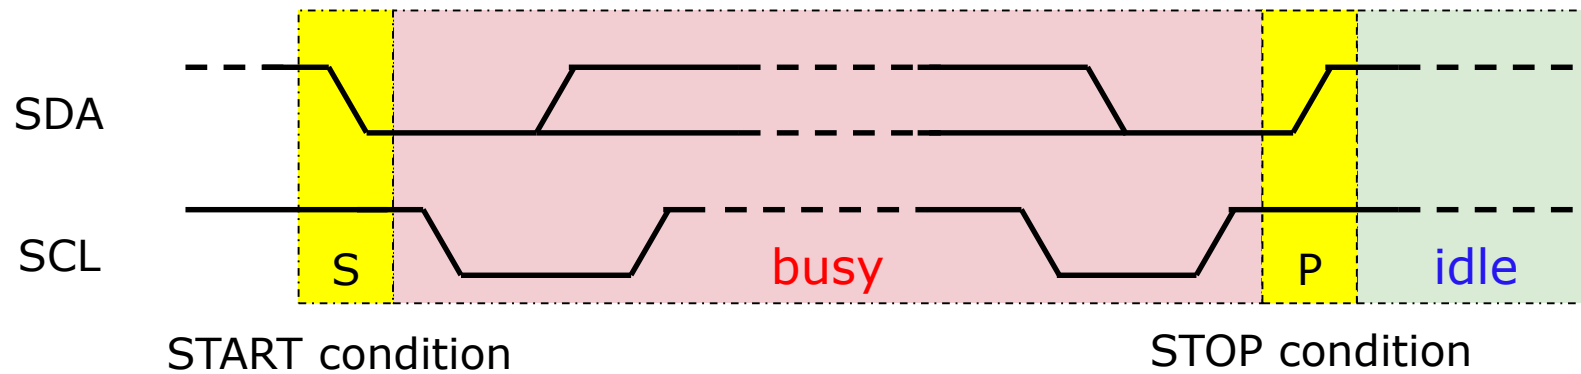 SDA
SCL
S
busy
P
idle
START condition
STOP condition